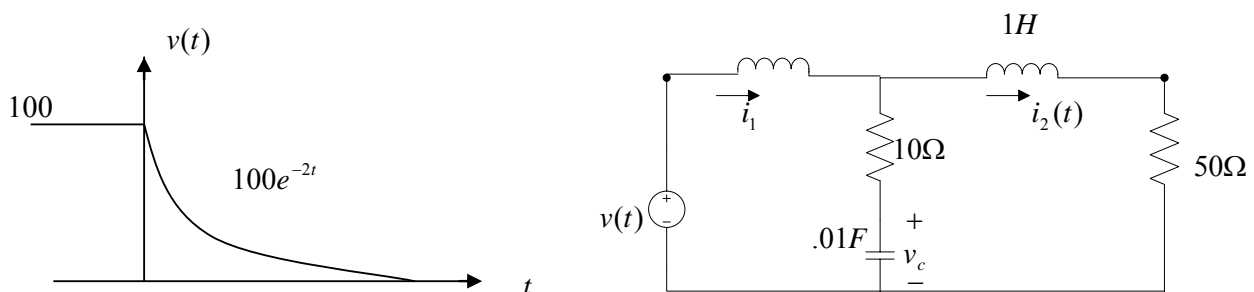 v(t)
100
100e^{-2t}
t
1H
i_1
i_2(t)
10Ω
50Ω
v(t)
+
-
.01F
+
v_c
−